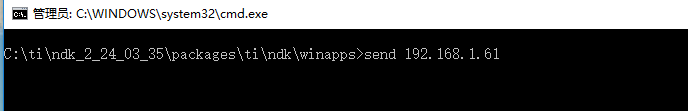 管理员: C:\WINDOWS\system32\cmd.exe
C:\ti\ndk_2_24_03_35\packages\ti\ndk\winapps>send 192.168.1.61